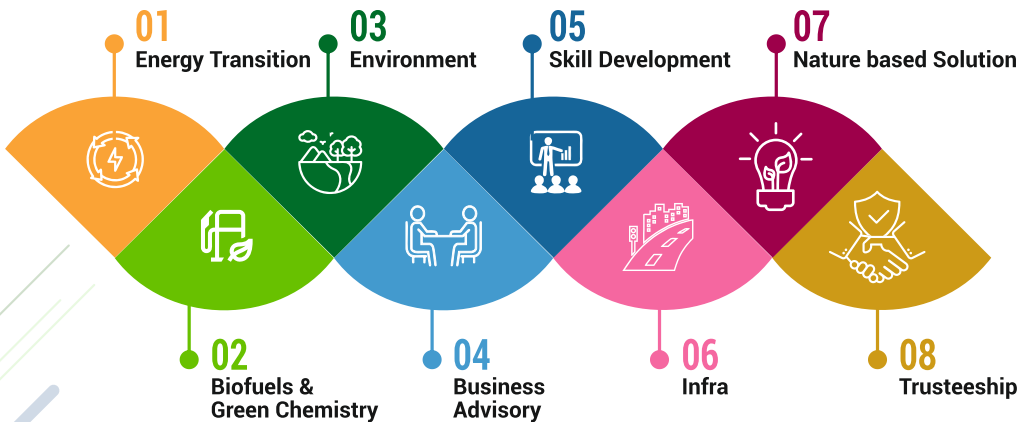 01
Energy Transition
03
Environment
05
Skill Development
07
Nature based Solution
02
Biofuels &
Green Chemistry
04
Business
Advisory
06
Infra
08
Trusteeship